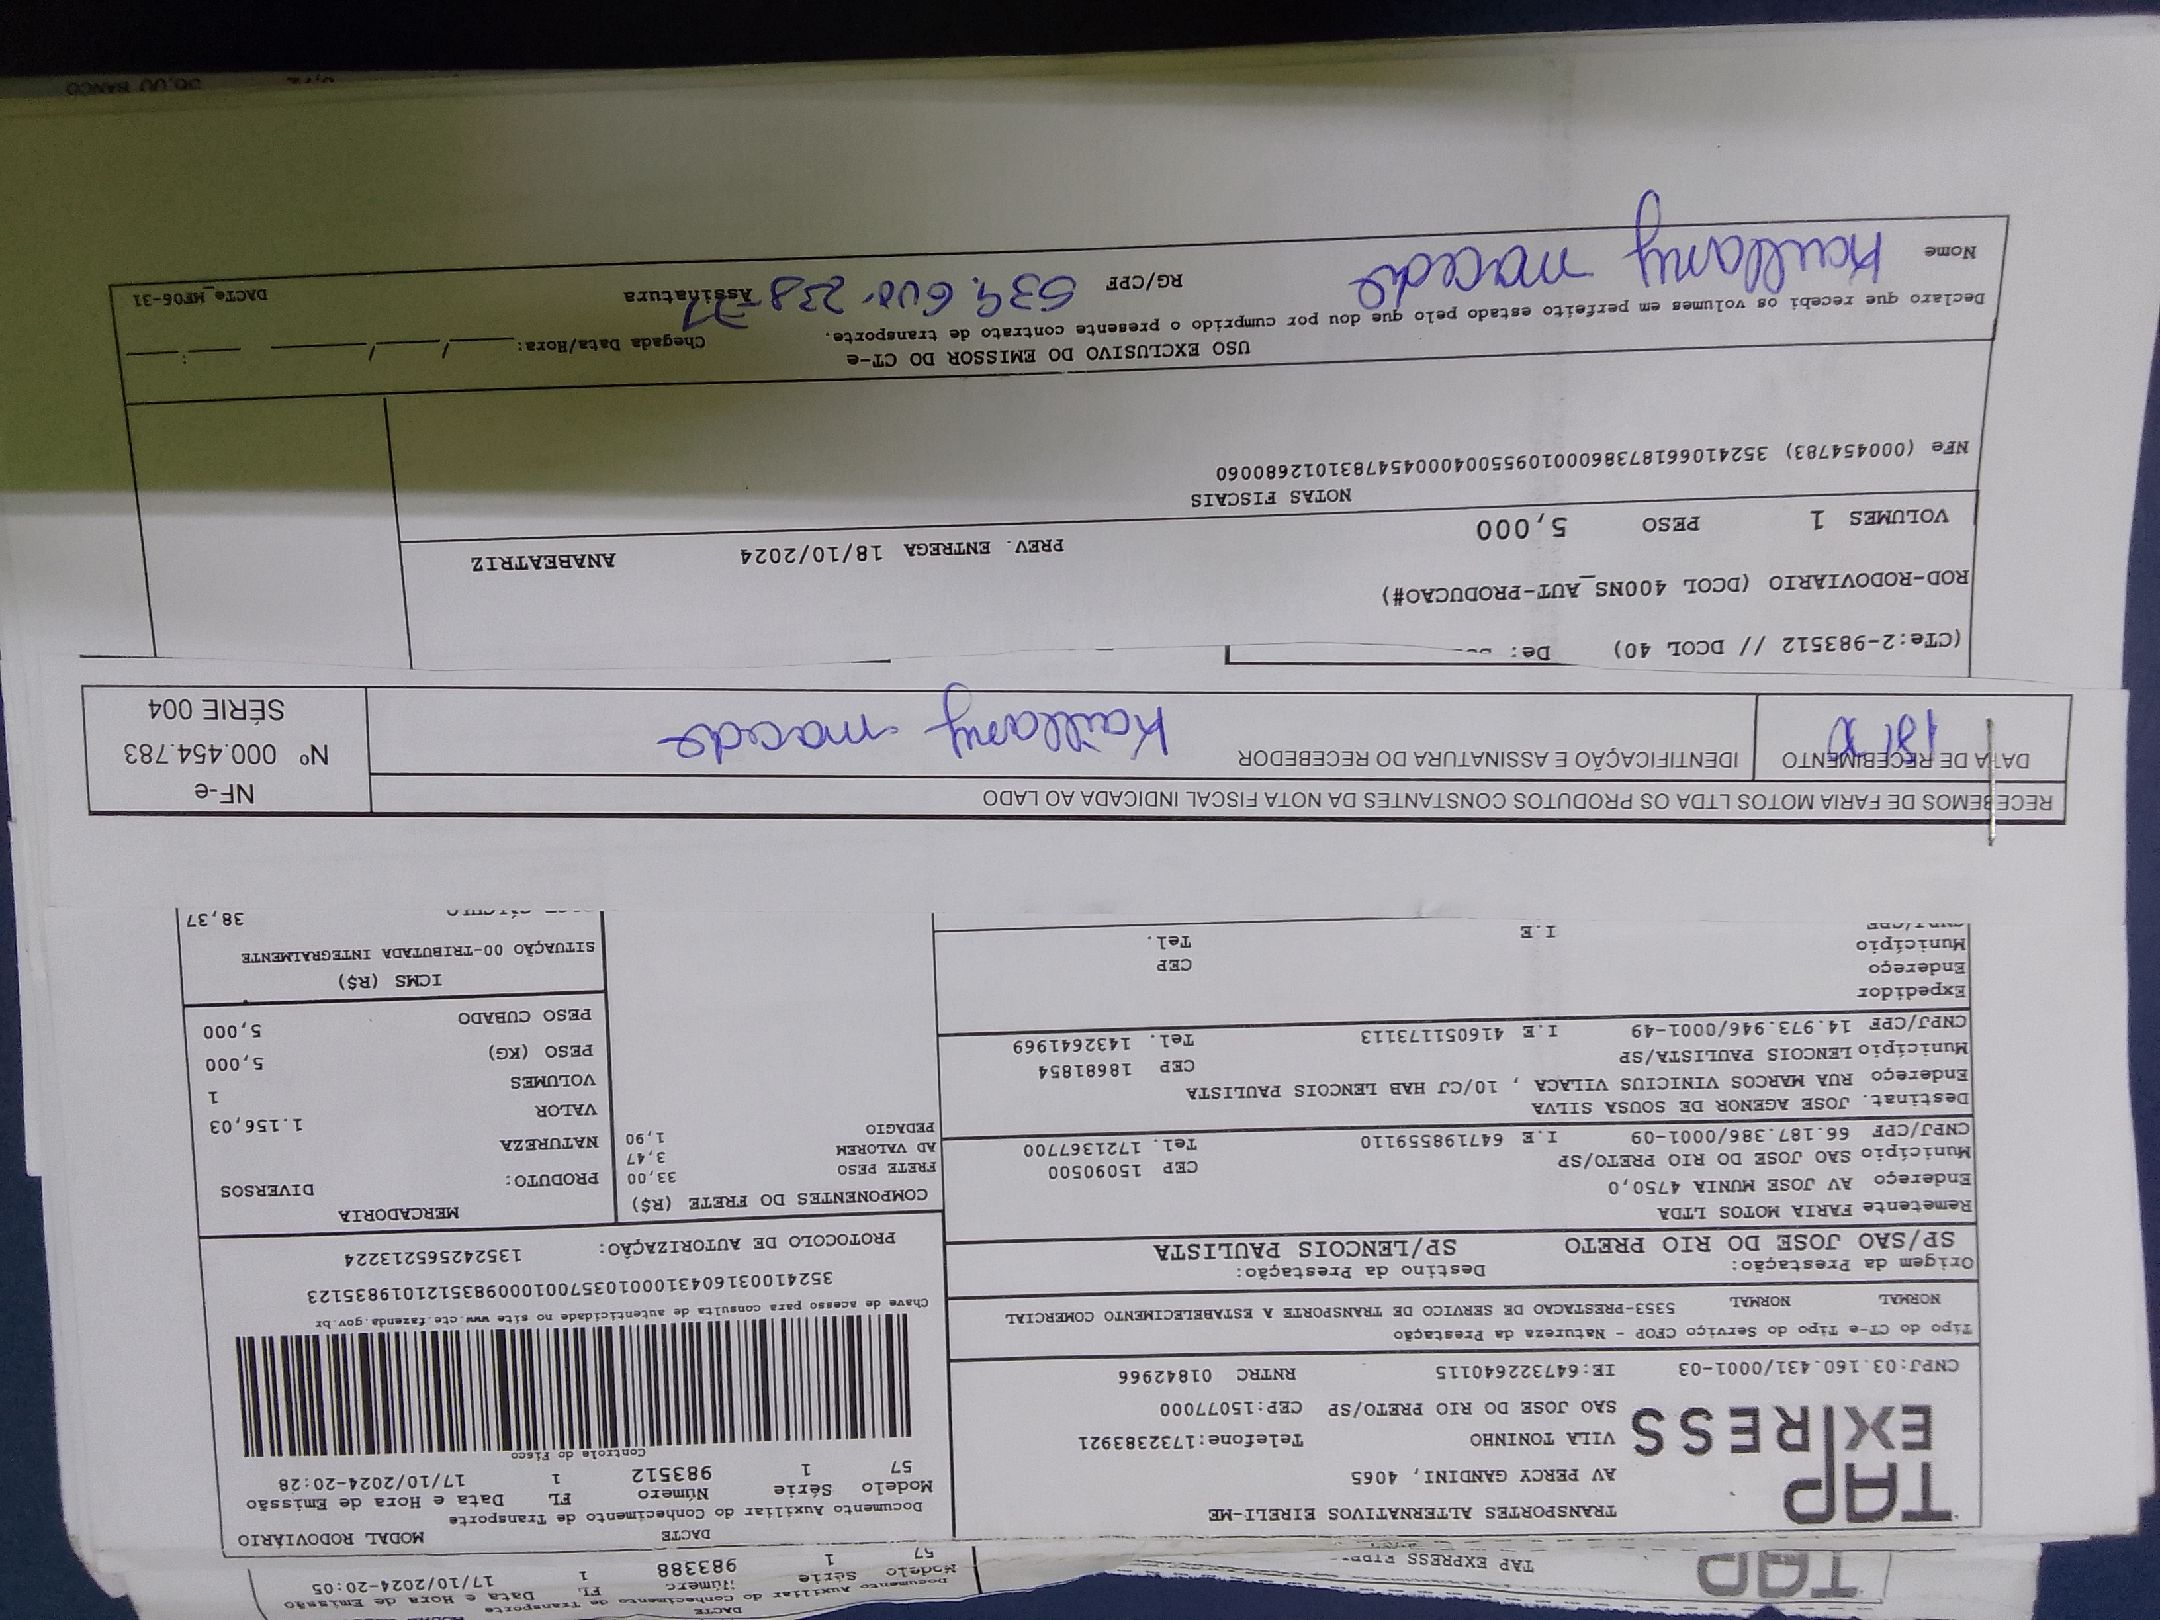 TAP EXPRESS
DACTE
Documento Auxiliar do Conhecimento de Transporte
Modelo Série FL Data e Hora de Emissão
57 1 983388 1 17/10/2024-20:05
TAP
EXPRESS
TRANSPORTES ALTERNATIVOS EIRELI-ME
AV PERCY GANDINI, 4065
VILA TONINHO Telefone:1732383921
SAO JOSE DO RIO PRETO/SP CEP:15077000
CNPJ:03.160.431/0001-03 IE:647322640115 RNTRC 01842966
DACTE MODAL RODOVIÁRIO
Documento Auxiliar do Conhecimento de Transporte
Modelo Série Número FL Data e Hora de Emissão
57 1 983512 1 17/10/2024-20:28
Controle do Fisco
Chave de acesso para consulta de autenticidade no site www.cte.fazenda.gov.br
35241003160431000103570010009835121019835123
PROTOCOLO DE AUTORIZAÇÃO: 135242565213224
Tipo do CT-e Tipo do Serviço CFOP - Natureza da Prestação
NORMAL NORMAL 5353-PRESTACAO DE SERVICO DE TRANSPORTE A ESTABELECIMENTO COMERCIAL
Origem da Prestação: Destino da Prestação:
SP/SAO JOSE DO RIO PRETO SP/LENCOIS PAULISTA
Remetente FARIA MOTOS LTDA
Endereço AV JOSE MUNIA 4750,0
Município SAO JOSE DO RIO PRETO/SP CEP 15090500
CNPJ/CPF 66.187.386/0001-09 I.E 647198559110 Tel. 1721367700
Destinat. JOSE AGENOR DE SOUSA SILVA
Endereço RUA MARCOS VINICIUS VILACA , 10/CJ HAB LENCOIS PAULISTA
Município LENCOIS PAULISTA/SP CEP 18681854
CNPJ/CPF 14.973.946/0001-49 I.E 416051173113 Tel. 1432641969
Expedidor
Endereço
Município CEP
CNPJ/CPF I.E Tel.
COMPONENTES DO FRETE (R$)
FRETE PESO 33,00
AD VALOREM 3,47
PEDAGIO 1,90
MERCADORIA
PRODUTO: DIVERSOS
NATUREZA
VALOR 1.156,03
VOLUMES 1
PESO (KG) 5,000
PESO CUBADO 5,000
ICMS (R$)
SITUAÇÃO 00-TRIBUTADA INTEGRALMENTE
38,37
RECEBEMOS DE FARIA MOTOS LTDA OS PRODUTOS CONSTANTES DA NOTA FISCAL INDICADA AO LADO
DATA DE RECEBIMENTO IDENTIFICAÇÃO E ASSINATURA DO RECEBEDOR
Kaillany macedo
NF-e
Nº 000.454.783
SÉRIE 004
(CTe:2-983512 // DCOL 40) De:
ROD-RODOVIARIO (DCOL 400NS_AUT-PRODUCAO#)
VOLUMES 1 PESO 5,000 PREV. ENTREGA 18/10/2024 ANABEATRIZ
NOTAS FISCAIS
NFe (000454783) 35241066187386000109550040004547831012680060
USO EXCLUSIVO DO EMISSOR DO CT-e
Declaro que recebi os volumes em perfeito estado pelo que dou por cumprido o presente contrato de transporte.
Chegada Data/Hora: ____/____/____ ___:___
Nome Kaillany macedo RG/CPF Assinatura
DACTe_MF06-31